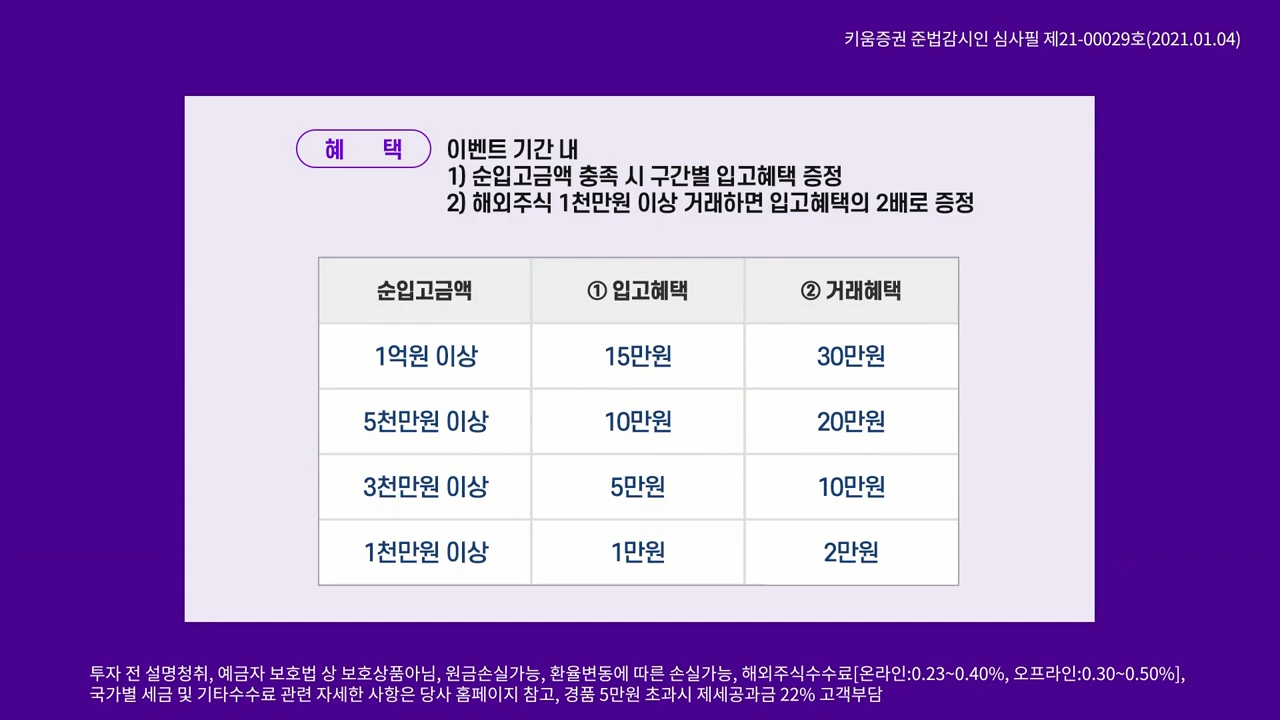 키움증권 준법감시인 심사필 제21-00029호(2021.01.04)
혜 택
이벤트 기간 내
1) 순입고금액 충족 시 구간별 입고혜택 증정
2) 해외주식 1천만원 이상 거래하면 입고혜택의 2배로 증정
순입고금액 ① 입고혜택 ② 거래혜택
1억원 이상 15만원 30만원
5천만원 이상 10만원 20만원
3천만원 이상 5만원 10만원
1천만원 이상 1만원 2만원
투자 전 설명청취, 예금자 보호법 상 보호상품아님, 원금손실가능, 환율변동에 따른 손실가능, 해외주식수수료[온라인:0.23~0.40%, 오프라인:0.30~0.50%],
국가별 세금 및 기타수수료 관련 자세한 사항은 당사 홈페이지 참고, 경품 5만원 초과시 제세공과금 22% 고객부담